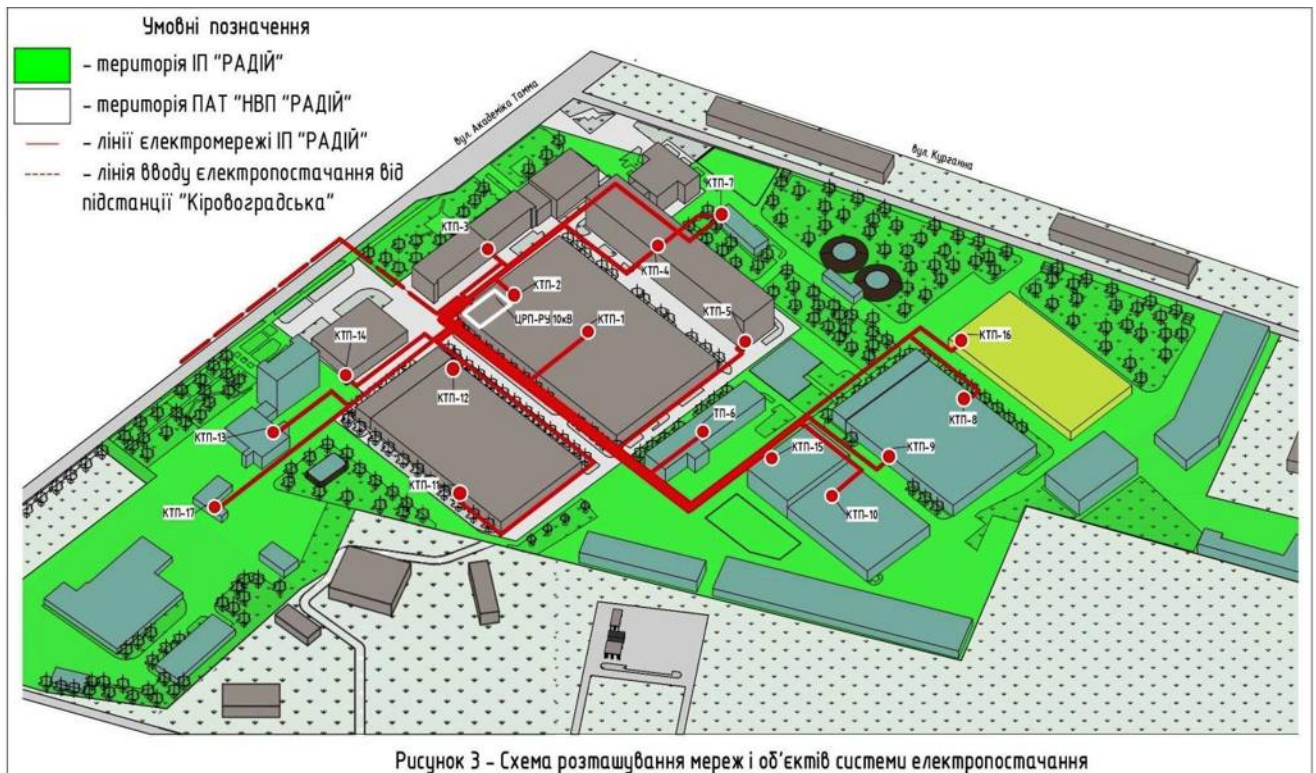 Умовні позначення
- територія ІП "РАДІЙ"
- територія ПАТ "НВП "РАДІЙ"
- лінії електромережі ІП "РАДІЙ"
- лінія вводу електропостачання від
підстанції "Кіровоградська"
вул. Академіка Тамма
вул. Курганна
КТП-7
КТП-3
КТП-4
КТП-2
ЦРП-РУ 10кВ
КТП-1
КТП-5
КТП-14
КТП-16
КТП-12
КТП-8
КТП-13
ТП-6
КТП-15
КТП-9
КТП-11
КТП-17
КТП-10
Рисунок 3 - Схема розташування мереж і об'єктів системи електропостачання